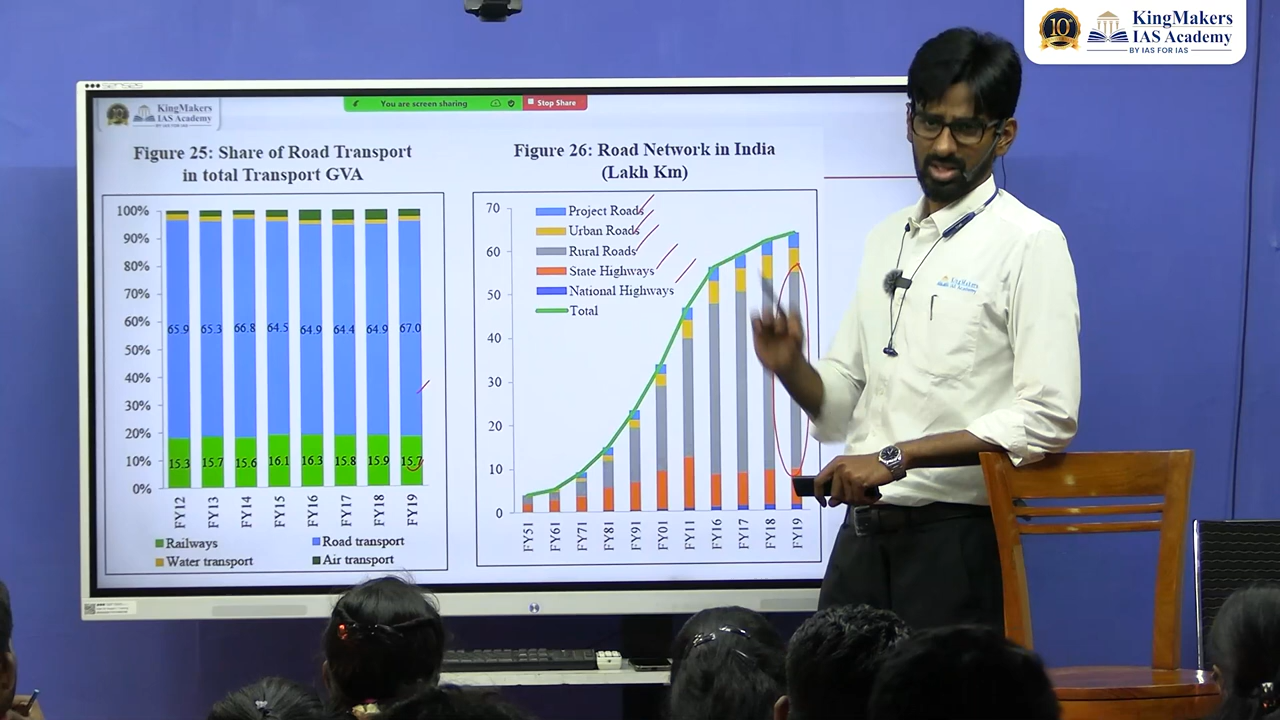 10
KingMakers
IAS Academy
BY IAS FOR IAS
You are screen sharing
Stop Share
KingMakers
IAS Academy
BY IAS FOR IAS
Figure 25: Share of Road Transport
in total Transport GVA
100%
90%
80%
70%
60%
50%
40%
30%
20%
10%
0%
65.9 65.3 66.8 64.5 64.9 64.4 64.9 67.0
15.3 15.7 15.6 16.1 16.3 15.8 15.9 15.7
FY12 FY13 FY14 FY15 FY16 FY17 FY18 FY19
Railways Road transport
Water transport Air transport
Figure 26: Road Network in India
(Lakh Km)
70
60
50
40
30
20
10
0
Project Roads
Urban Roads
Rural Roads
State Highways
National Highways
Total
FY51 FY61 FY71 FY81 FY91 FY01 FY11 FY16 FY17 FY18 FY19